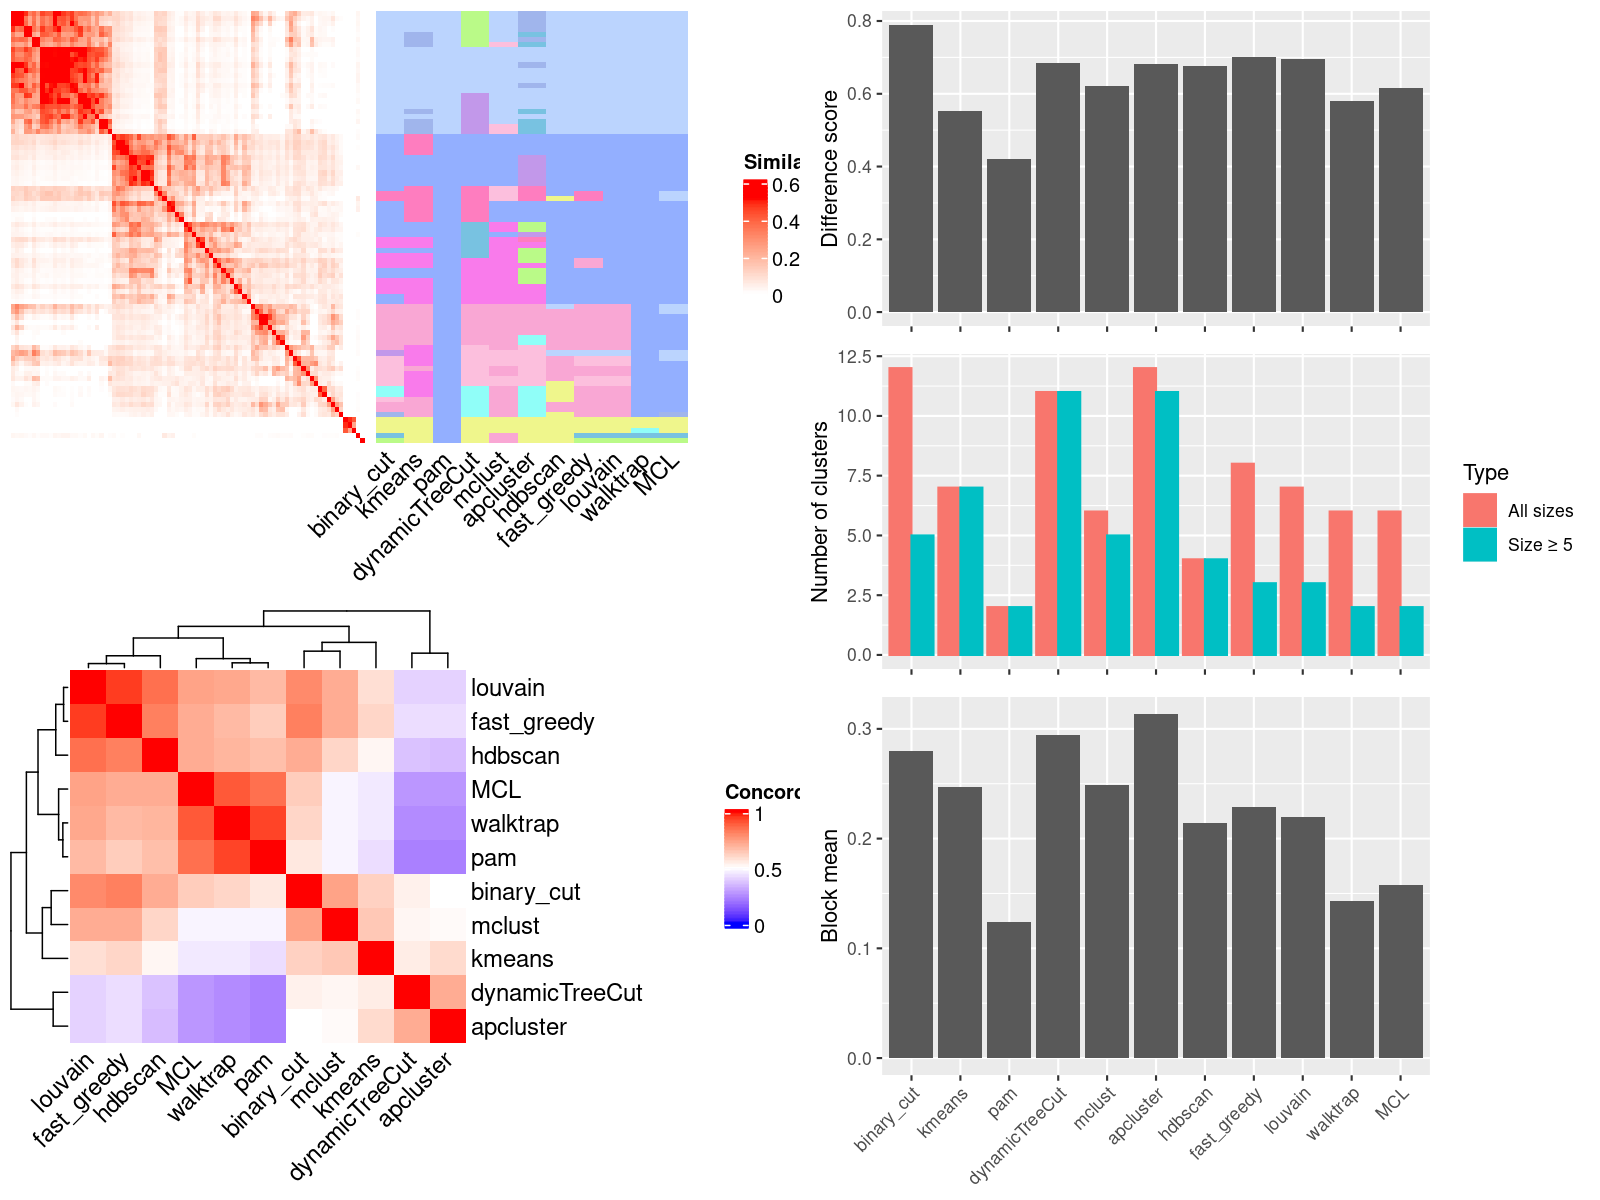 Simila
0.6
0.4
0.2
0
binary_cut
kmeans
pam
dynamicTreeCut
mclust
apcluster
hdbscan
fast_greedy
louvain
walktrap
MCL
louvain
fast_greedy
hdbscan
MCL
walktrap
pam
binary_cut
mclust
kmeans
dynamicTreeCut
apcluster
louvain
fast_greedy
hdbscan
MCL
walktrap
pam
binary_cut
mclust
kmeans
dynamicTreeCut
apcluster
Concord
1
0.5
0
Difference score
0.8
0.6
0.4
0.2
0.0
Number of clusters
12.5
10.0
7.5
5.0
2.5
0.0
Type
All sizes
Size ≥ 5
Block mean
0.3
0.2
0.1
0.0
binary_cut
kmeans
pam
dynamicTreeCut
mclust
apcluster
hdbscan
fast_greedy
louvain
walktrap
MCL